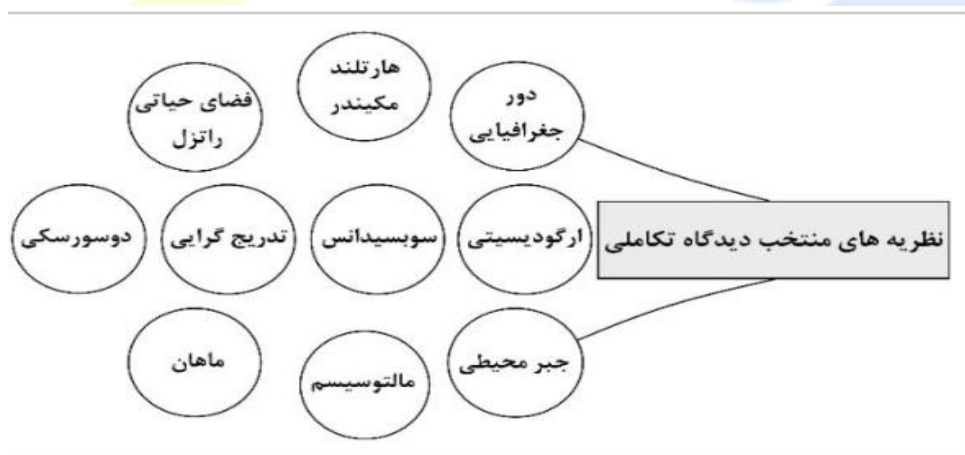 هارتلند
مکیندر
دور
جغرافیایی
فضای حیاتی
راتزل
نظریه های منتخب دیدگاه تکاملی
ارگودیسیتی
سوبسیدانس
تدریج گرایی
دوسورسکی
جبر محیطی
مالتوسیسم
ماهان